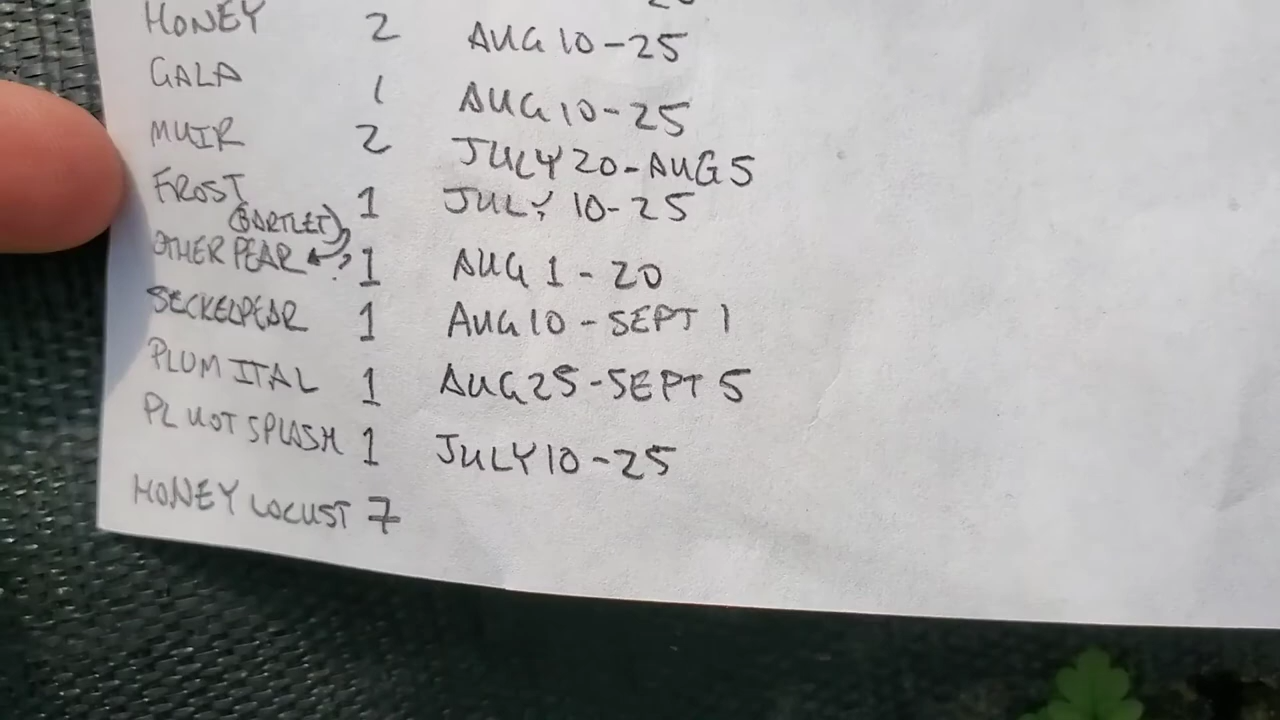 HONEY 2 AUG 10-25
GALA 1 AUG 10-25
MUIR 2 JULY 20-AUG 5
FROST 1 JULY 10-25
(BARTLET)
OTHER PEAR ? 1 AUG 1-20
SECKELPEAR 1 AUG 10-SEPT 1
PLUM ITAL 1 AUG 25-SEPT 5
PLUOT SPLASH 1 JULY 10-25
HONEY LOCUST 7